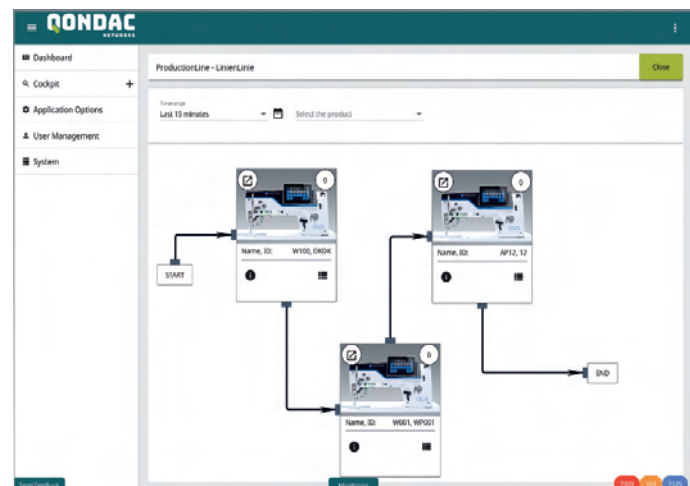 QONDAC
NETWORKS
Dashboard
Cockpit
+
Application Options
User Management
System
ProductionLine - LinienLinie
Close
Timerange
Last 15 minutes
Select the product
START
0
Name, ID: W100, DKDK
0
Name, ID: AP12, 12
0
Name, ID: W001, WP001
END